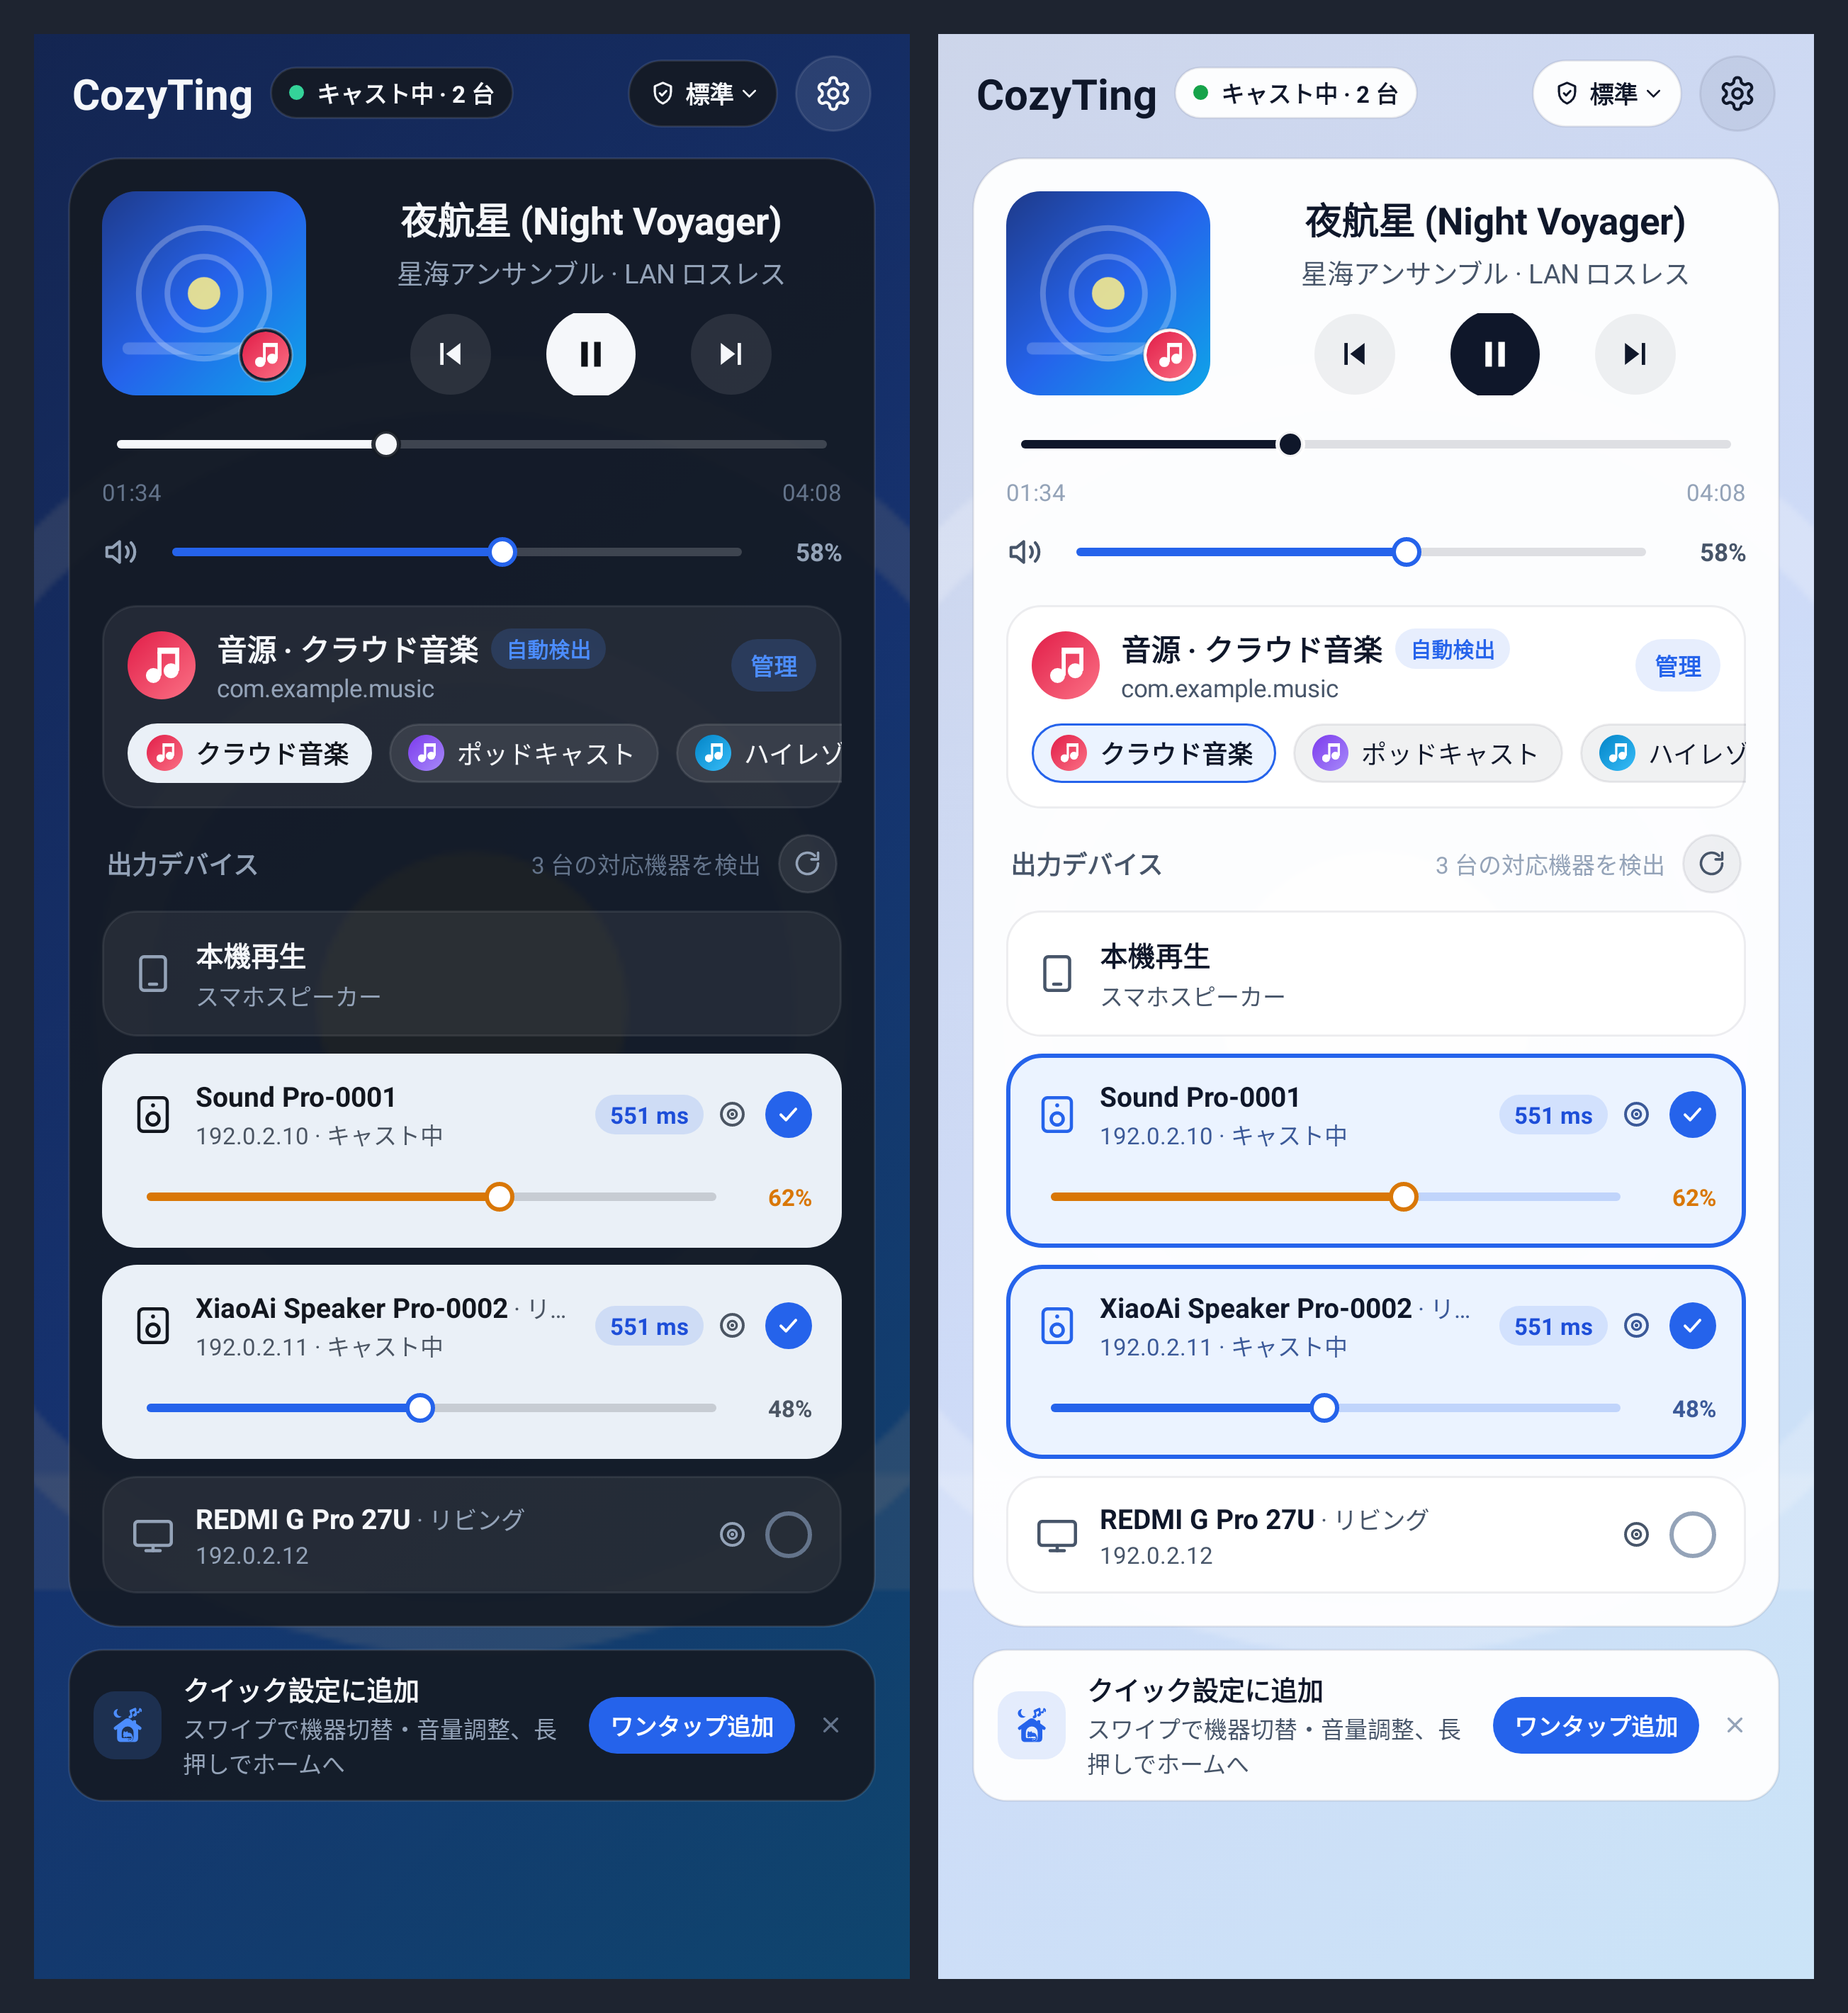 CozyTing
キャスト中 · 2 台
標準
夜航星 (Night Voyager)
星海アンサンブル · LAN ロスレス
01:34
04:08
58%
音源 · クラウド音楽
自動検出
com.example.music
管理
クラウド音楽
ポッドキャスト
ハイレゾ
出力デバイス
3 台の対応機器を検出
本機再生
スマホスピーカー
Sound Pro-0001
192.0.2.10 · キャスト中
551 ms
62%
XiaoAi Speaker Pro-0002 · リ...
192.0.2.11 · キャスト中
551 ms
48%
REDMI G Pro 27U · リビング
192.0.2.12
クイック設定に追加
スワイプで機器切替・音量調整、長
押しでホームへ
ワンタップ追加
CozyTing
キャスト中 · 2 台
標準
夜航星 (Night Voyager)
星海アンサンブル · LAN ロスレス
01:34
04:08
58%
音源 · クラウド音楽
自動検出
com.example.music
管理
クラウド音楽
ポッドキャスト
ハイレゾ
出力デバイス
3 台の対応機器を検出
本機再生
スマホスピーカー
Sound Pro-0001
192.0.2.10 · キャスト中
551 ms
62%
XiaoAi Speaker Pro-0002 · リ...
192.0.2.11 · キャスト中
551 ms
48%
REDMI G Pro 27U · リビング
192.0.2.12
クイック設定に追加
スワイプで機器切替・音量調整、長
押しでホームへ
ワンタップ追加